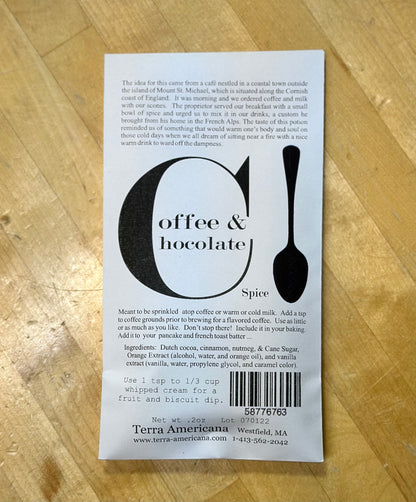 The idea for this came from a café nestled in a coastal town outside
the island of Mount St. Michael, which is situated along the Cornish
coast of England. It was morning and we ordered coffee and milk
with our scones. The proprietor served our breakfast with a small
bowl of spice and urged us to mix it in our drinks, a custom he
brought from his home in the French Alps. The taste of this potion
reminded us of something that would warm one's body and soul on
those cold days when we all dream of sitting near a fire with a nice
warm drink to ward off the dampness.
Coffee &
Chocolate
Spice
Meant to be sprinkled atop coffee or warm or cold milk. Add a tsp
to coffee grounds prior to brewing for a flavored coffee. Use as little
or as much as you like. Don't stop there! Include it in your baking.
Add it to your pancake and french toast batter ...
Ingredients: Dutch cocoa, cinnamon, nutmeg, & Cane Sugar,
Orange Extract (alcohol, water, and orange oil), and vanilla
extract (vanilla, water, propylene glycol, and caramel color).
Use 1 tsp to 1/3 cup
whipped cream for a
fruit and biscuit dip.
58776763
Net wt .2oz Lot 070122
Terra Americana Westfield, MA
www.terra-americana.com 1-413-562-2042